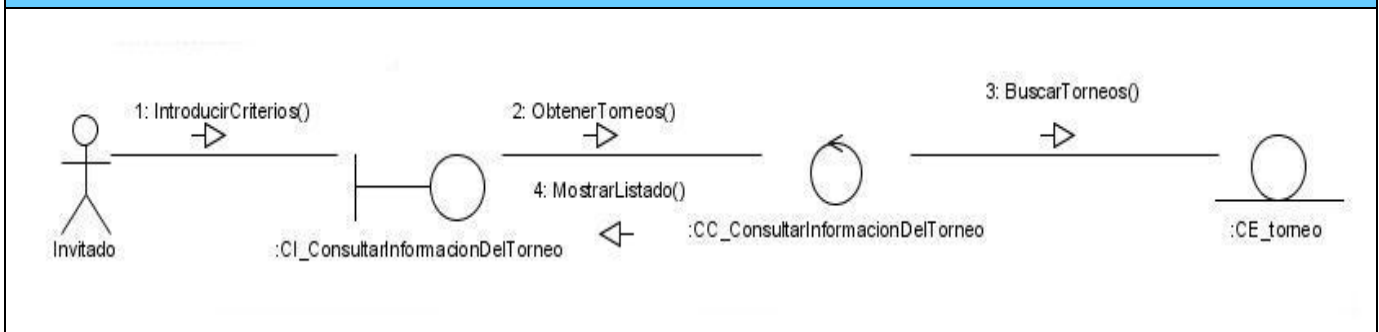 3: BuscarTorneos()
1: IntroducirCriterios()
2: ObtenerTorneos()
4: MostrarListado()
Invitado
:CI_ConsultarInformacionDelTorneo
:CC_ConsultarInformacionDelTorneo
:CE_torneo